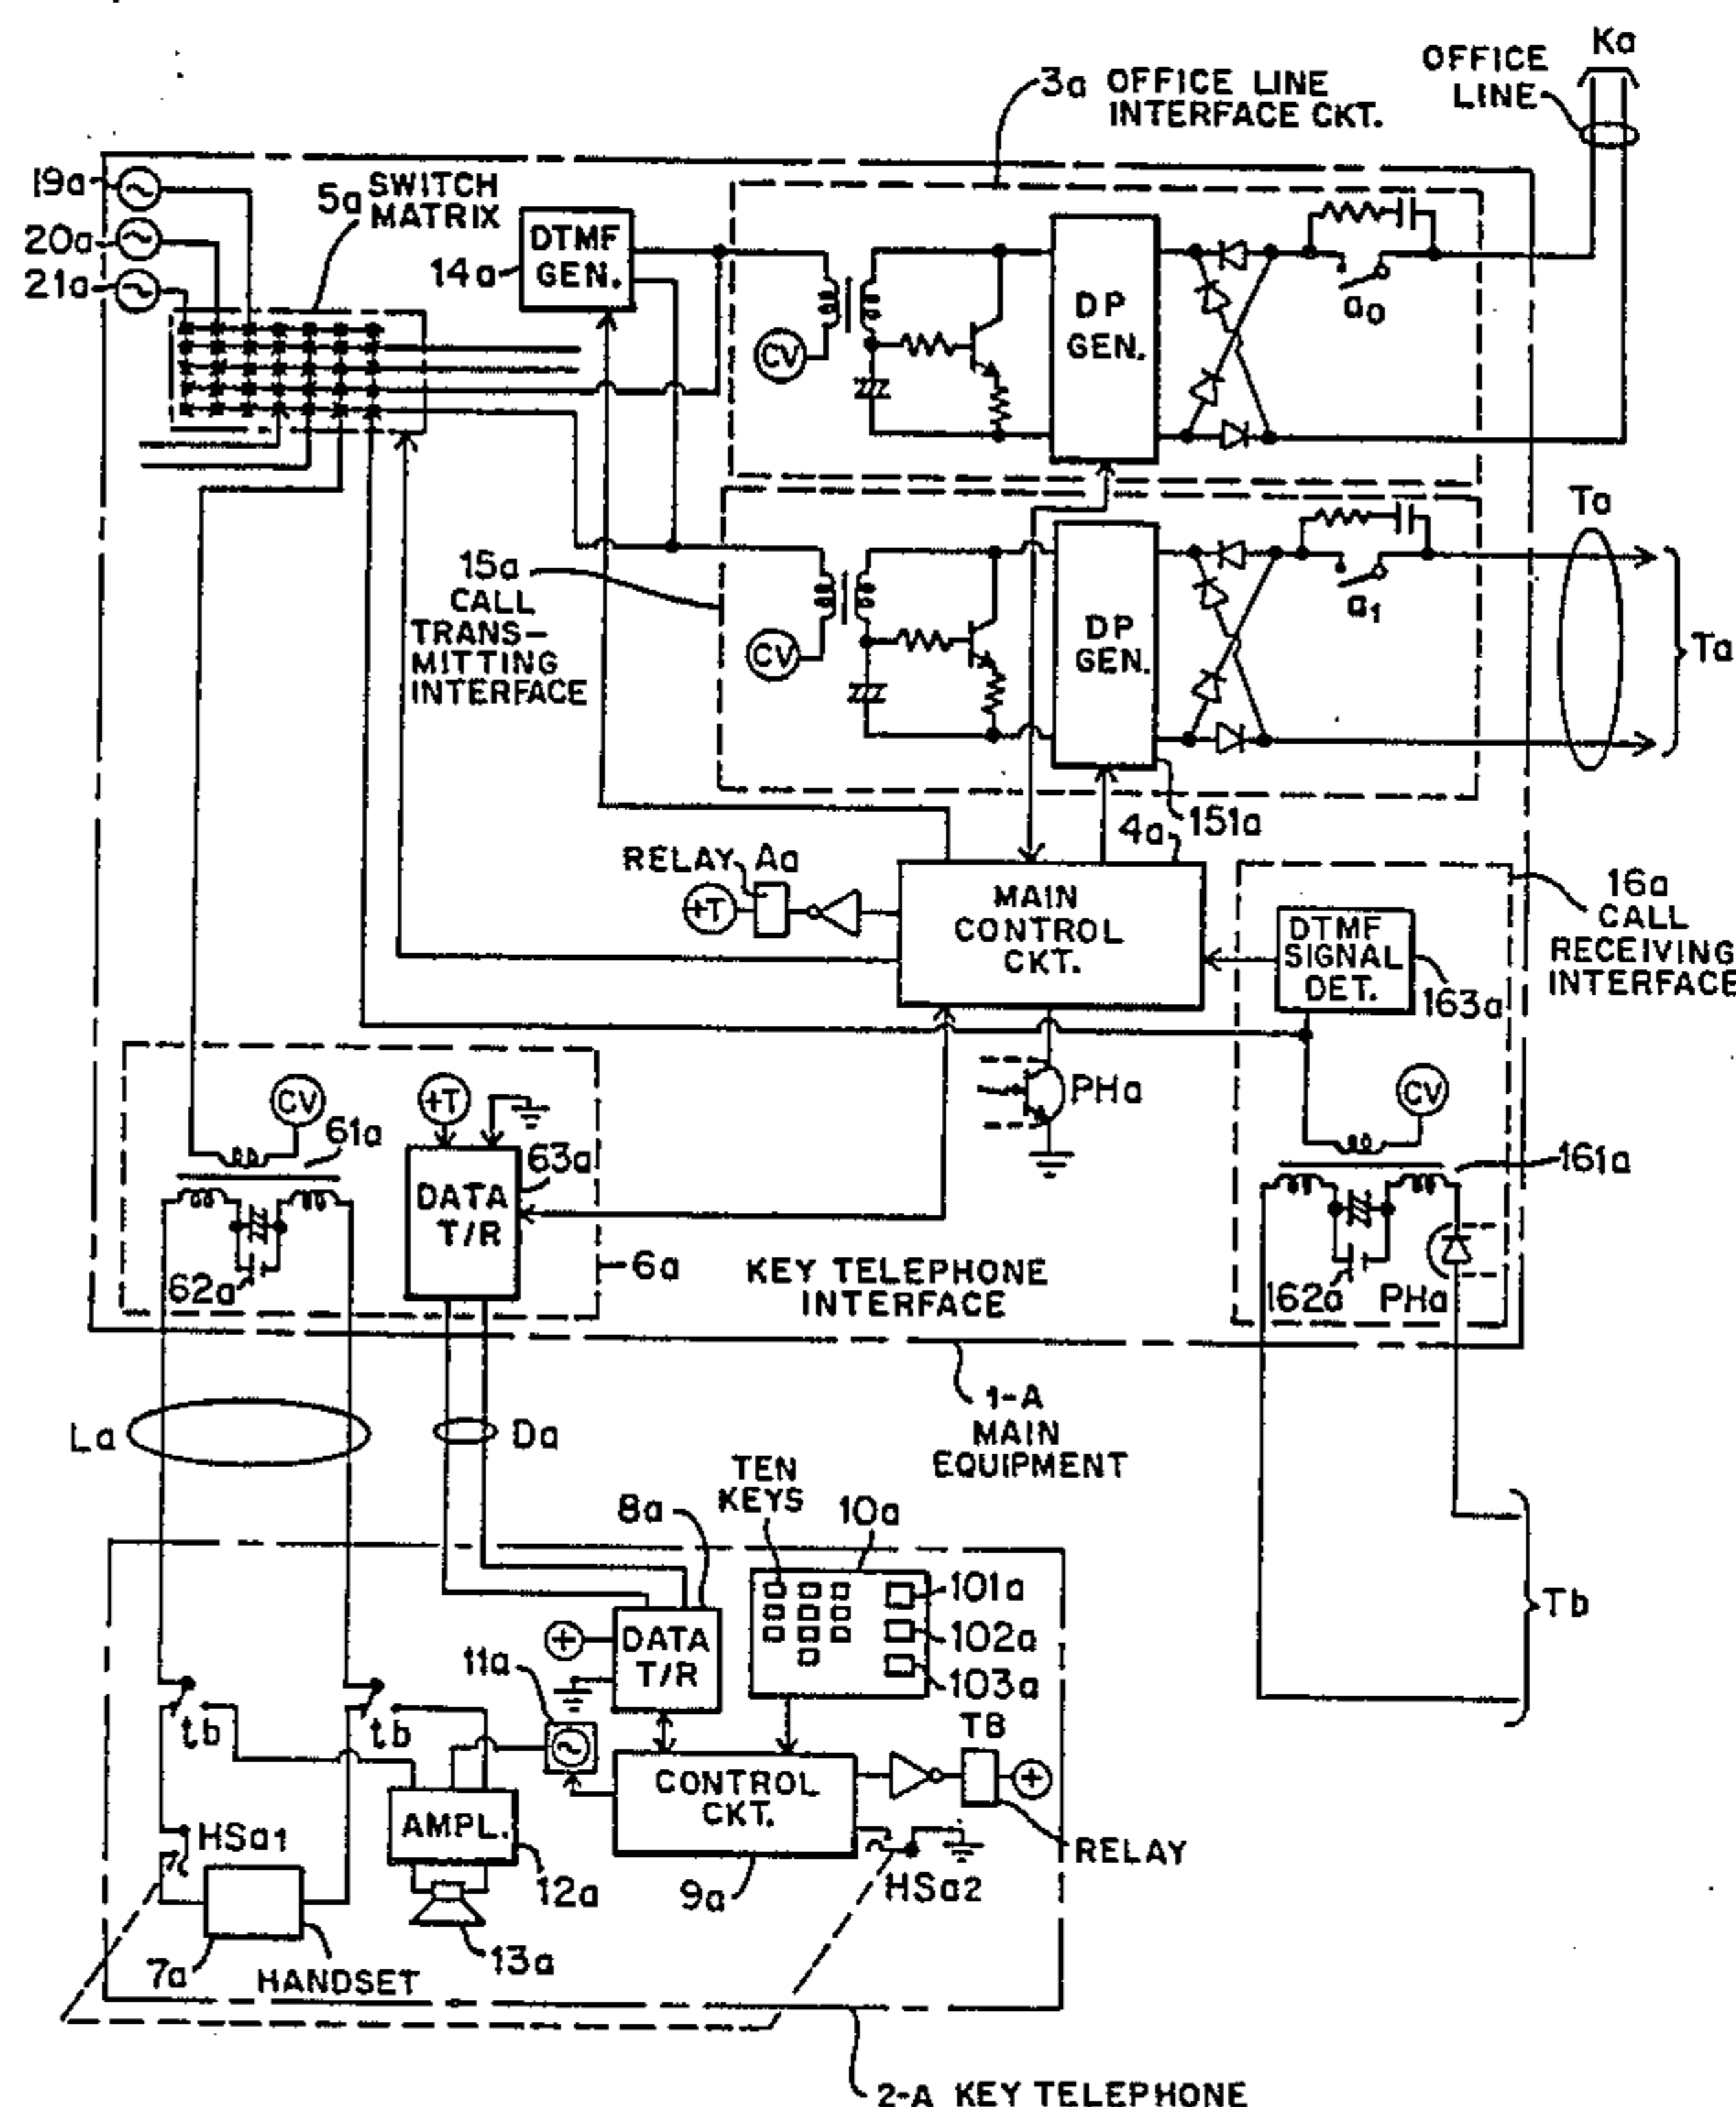 Ka
OFFICE
LINE
3a OFFICE LINE
INTERFACE CKT.
19a
20a
21a
5a SWITCH
MATRIX
14a
DTMF
GEN.
CV
DP
GEN.
a0
15a
CALL
TRANS-
MITTING
INTERFACE
CV
DP
GEN.
a1
Ta
Ta
151a
4a
RELAY Aa
+T
MAIN
CONTROL
CKT.
DTMF
SIGNAL
DET.
163a
16a
CALL
RECEIVING
INTERFACE
PHa
CV
61a
+T
63a
DATA
T/R
62a
6a KEY TELEPHONE
INTERFACE
CV
161a
162a
PHa
1-A
MAIN
EQUIPMENT
La
Da
TEN
KEYS
8a
10a
101a
102a
103a
Tb
+
DATA
T/R
11a
tb
tb
TB
CONTROL
CKT.
+
RELAY
HSa1
AMPL.
12a
9a
HSa2
7a
HANDSET
13a
2-A KEY TELEPHONE